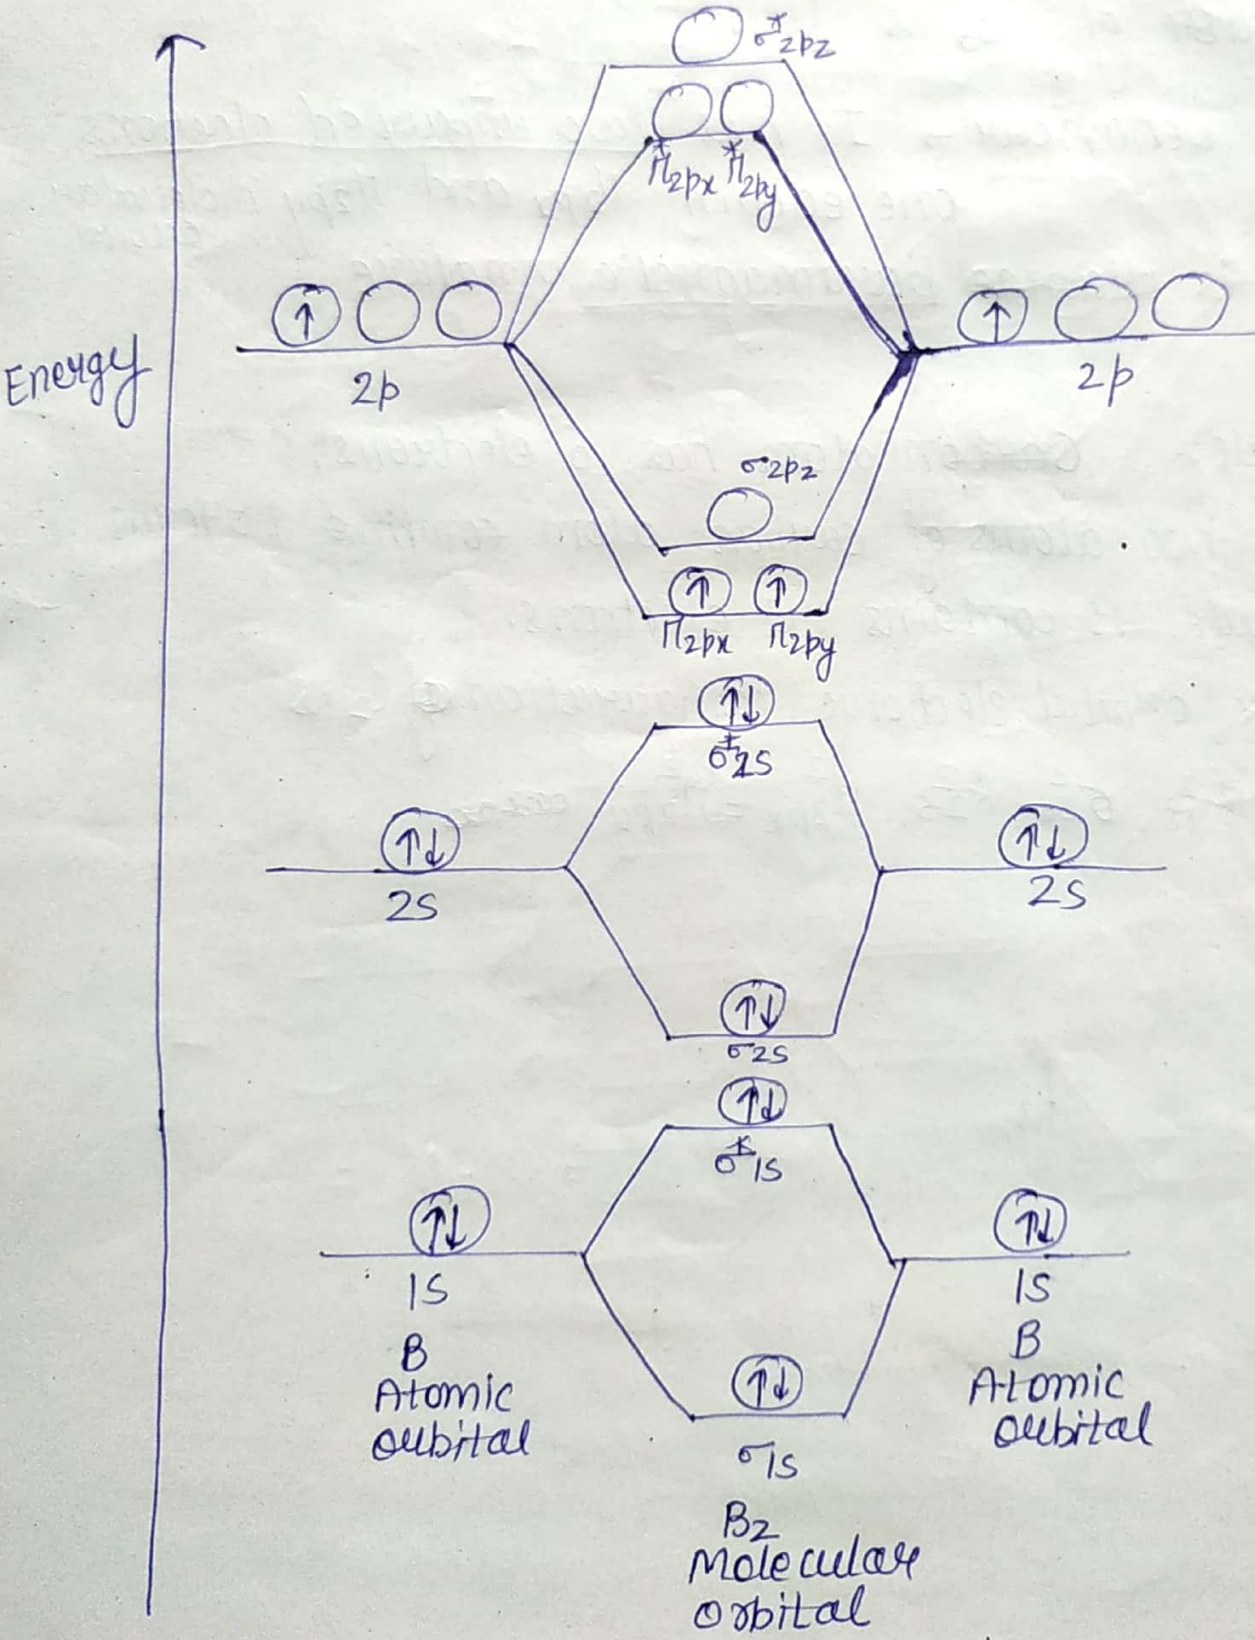 σ*2pz
π*2px π*2py
Energy
2p
2p
σ2pz
π2px π2py
σ*2s
2s
2s
σ2s
σ*1s
1s
1s
B
Atomic
orbital
B
Atomic
orbital
σ1s
B2
Molecular
orbital